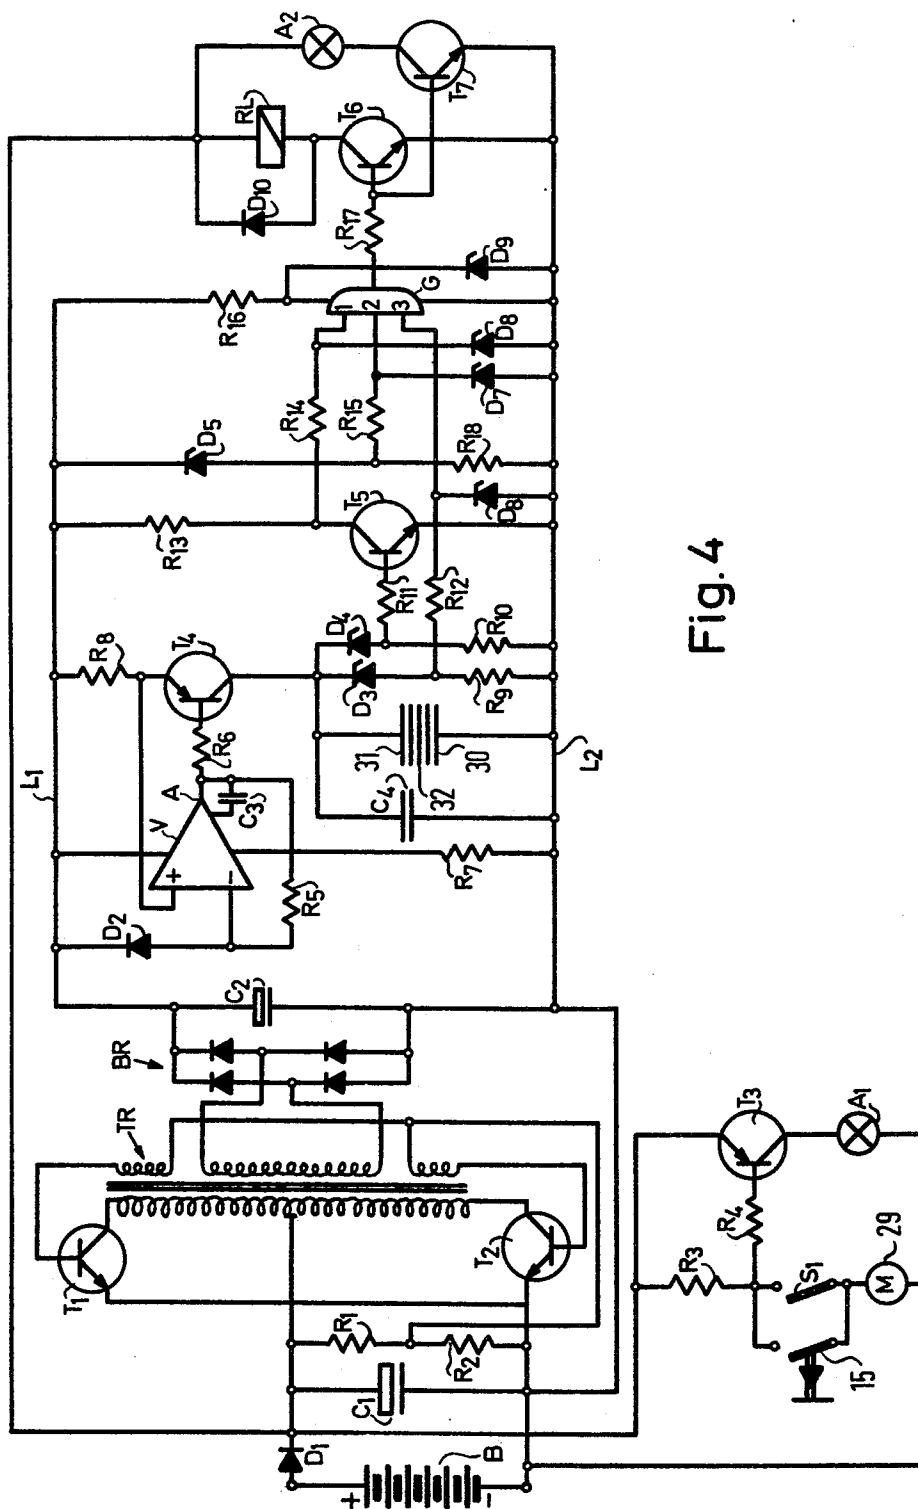 A2
T7
RL
T6
D10
R17
D9
G
1
2
3
R16
D8
D7
R14
R15
D5
R18
D8
T5
R13
R11
R12
D4
R10
R8
T4
D3
R9
R6
31
30
L1
A
V
C3
C4
32
L2
+
-
R5
R7
D2
C2
BR
TR
T1
T2
R1
R2
C1
D1
+
B
-
T3
A1
R4
R3
S1
29
M
15
Fig. 4